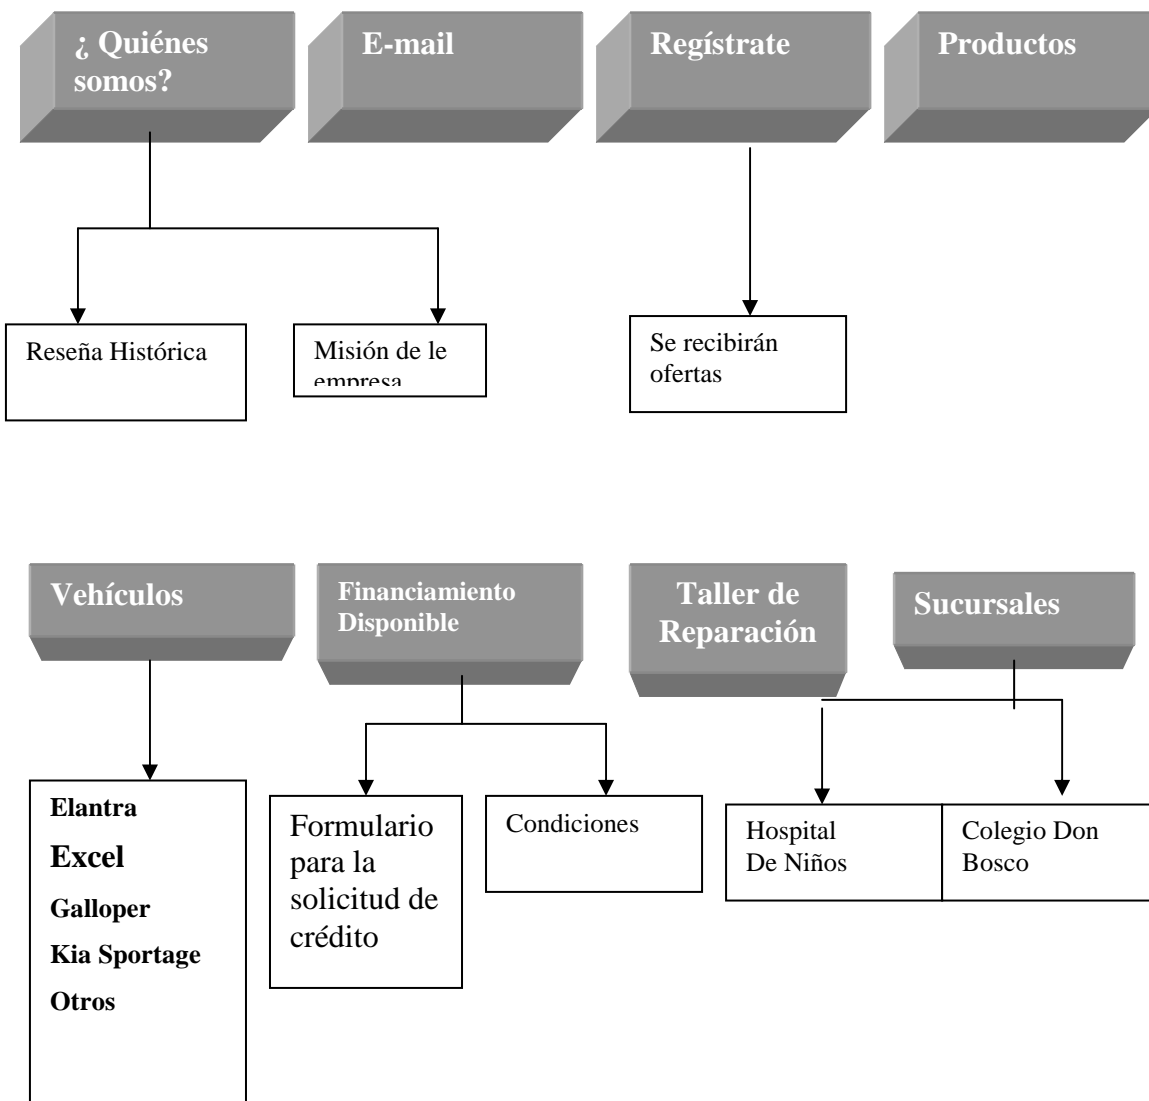 ¿ Quiénes
somos?
E-mail
Regístrate
Productos
Reseña Histórica
Misión de le
empresa
Se recibirán
ofertas
Vehículos
Financiamiento
Disponible
Taller de
Reparación
Sucursales
Elantra
Excel
Galloper
Kia Sportage
Otros
Formulario
para la
solicitud de
crédito
Condiciones
Hospital
De Niños
Colegio Don
Bosco